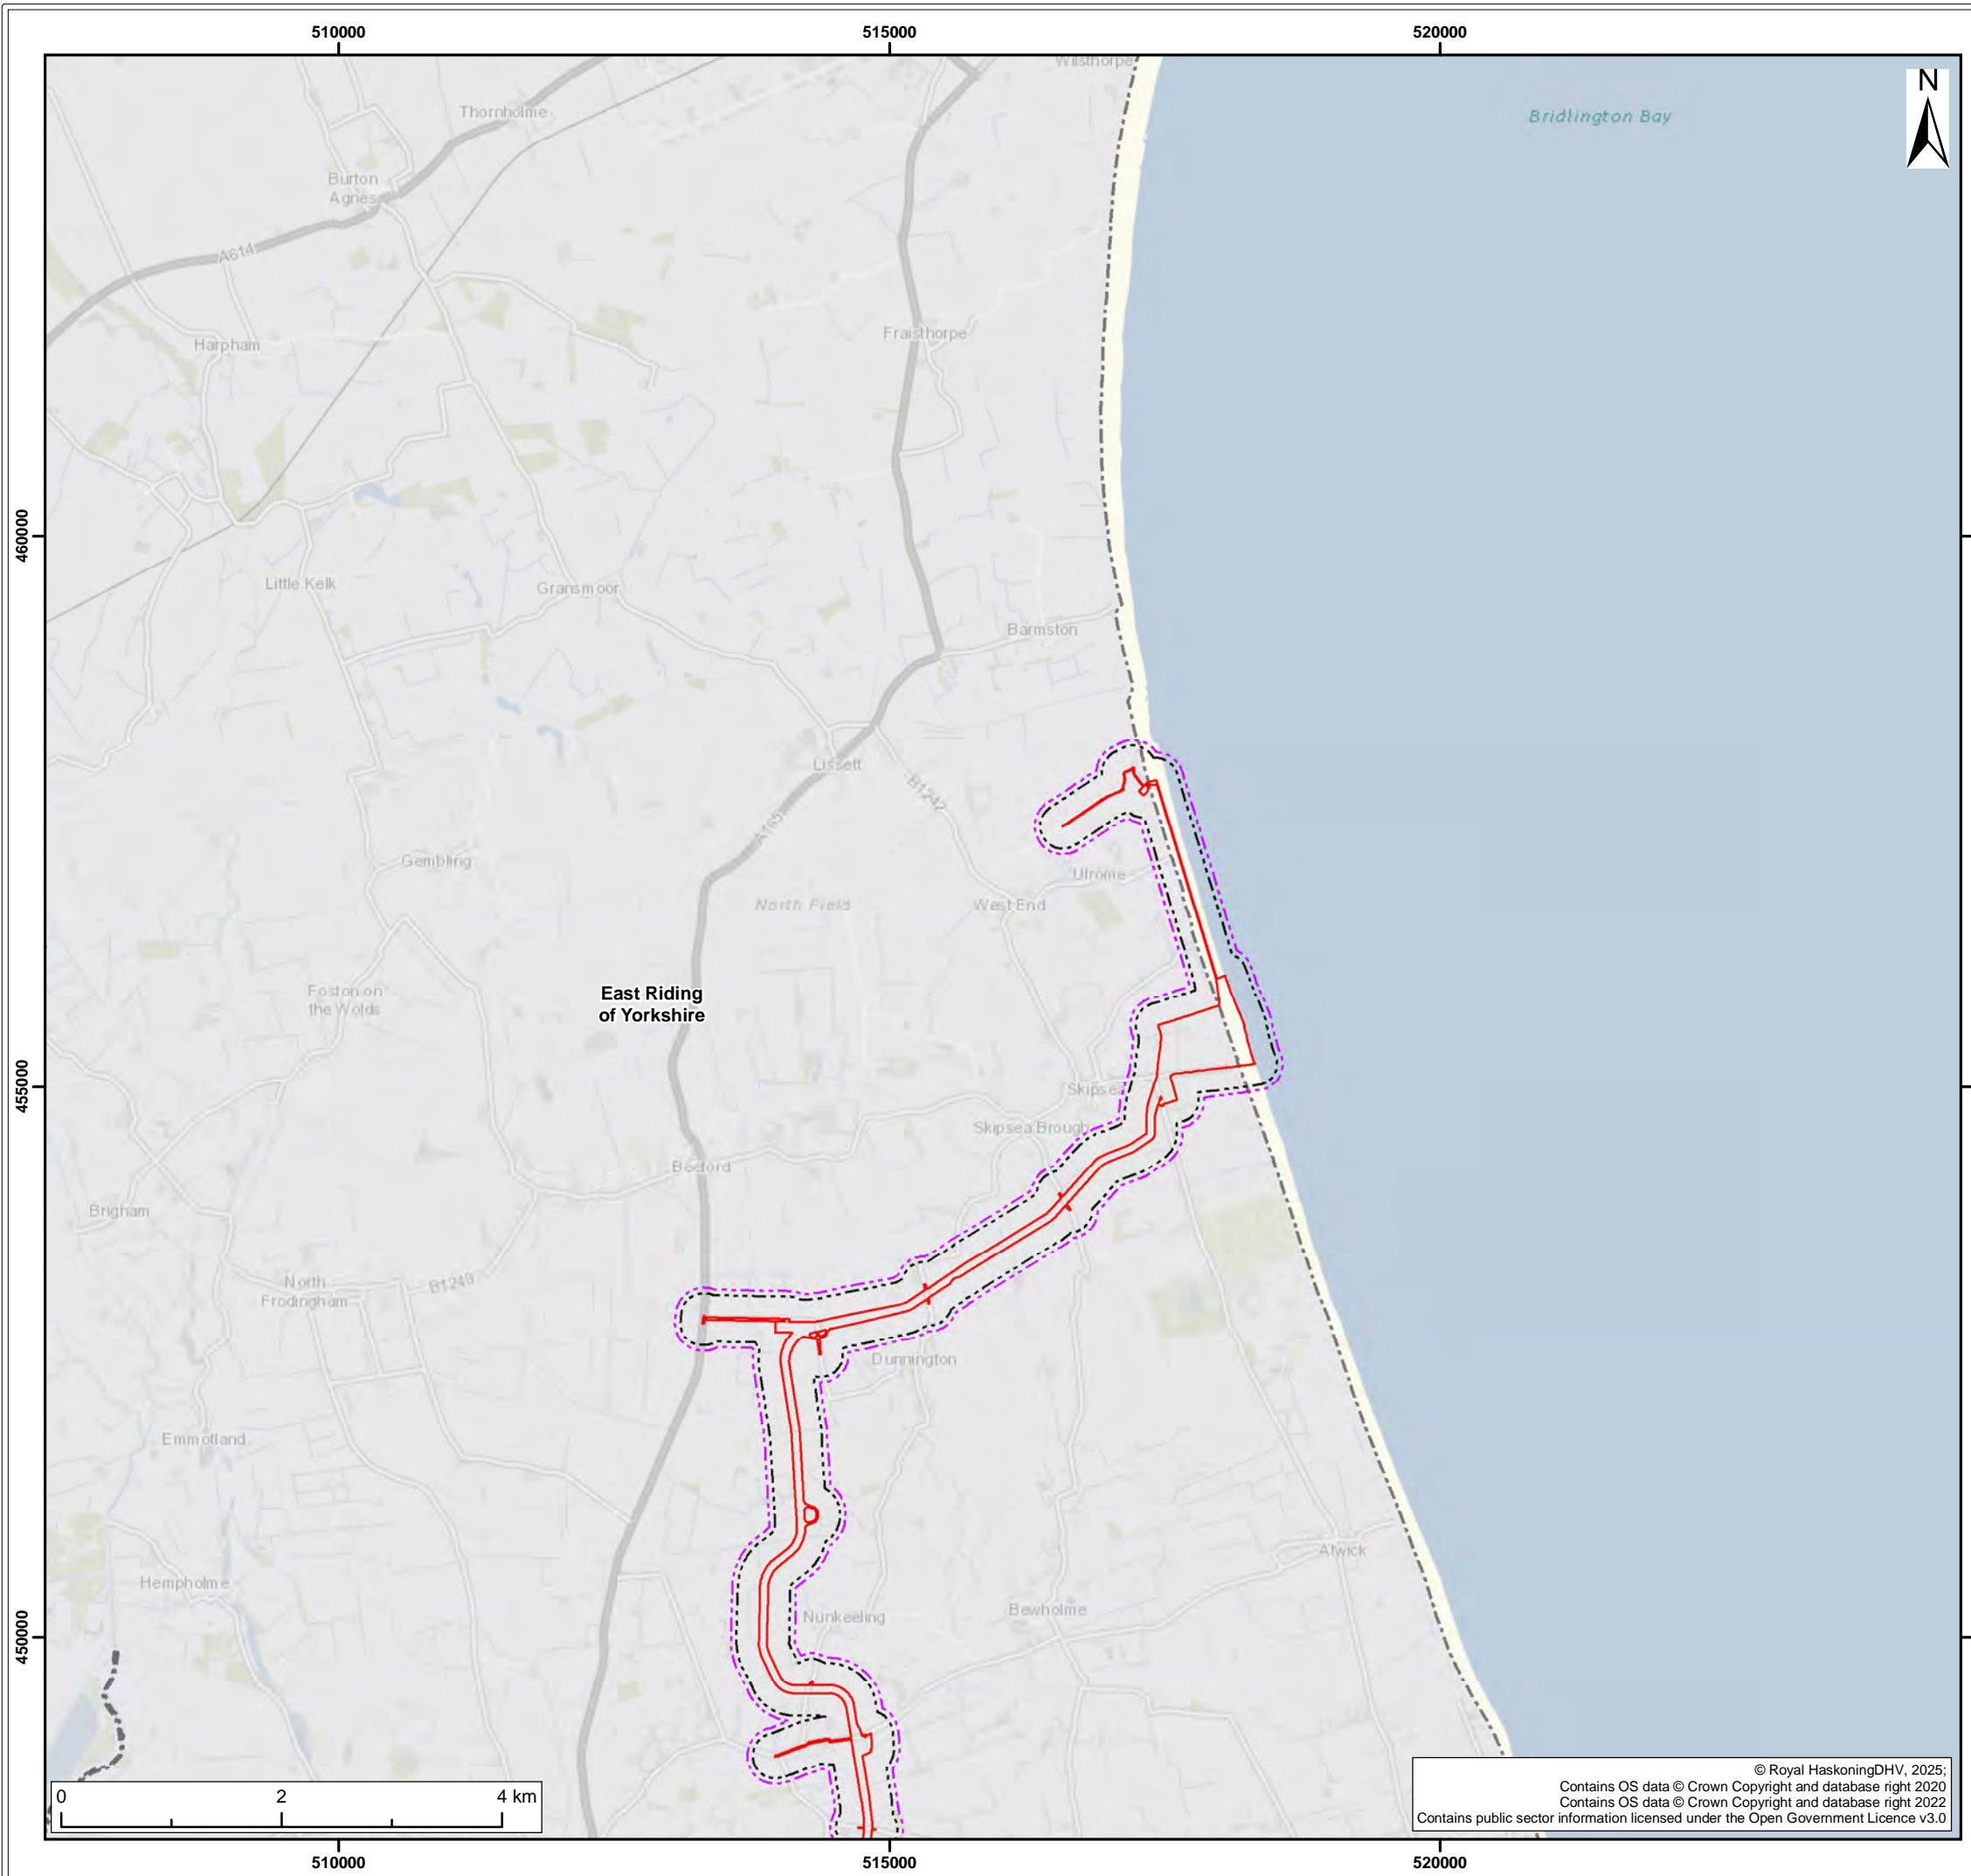 510000
515000
520000
Wilsthorpe
N
Bridlington Bay
Thornholme
Burton
Agnes
A614
Fraisthorpe
Harpham
460000
Little Kelk
Gransmoor
Barmston
Lissett
B1242
A165
Gembling
Ulrome
North Field
West End
East Riding
of Yorkshire
Foston on
the Wolds
455000
Skipsea
Skipsea Brough
Beeford
Brigham
North
Frodingham
B1249
Dunnington
Emmotland
Atwick
Hempholme
Nunkeeling
Bewholme
450000
© Royal HaskoningDHV, 2025;
Contains OS data © Crown Copyright and database right 2020
Contains OS data © Crown Copyright and database right 2022
Contains public sector information licensed under the Open Government Licence v3.0
0 2 4 km
510000
515000
520000